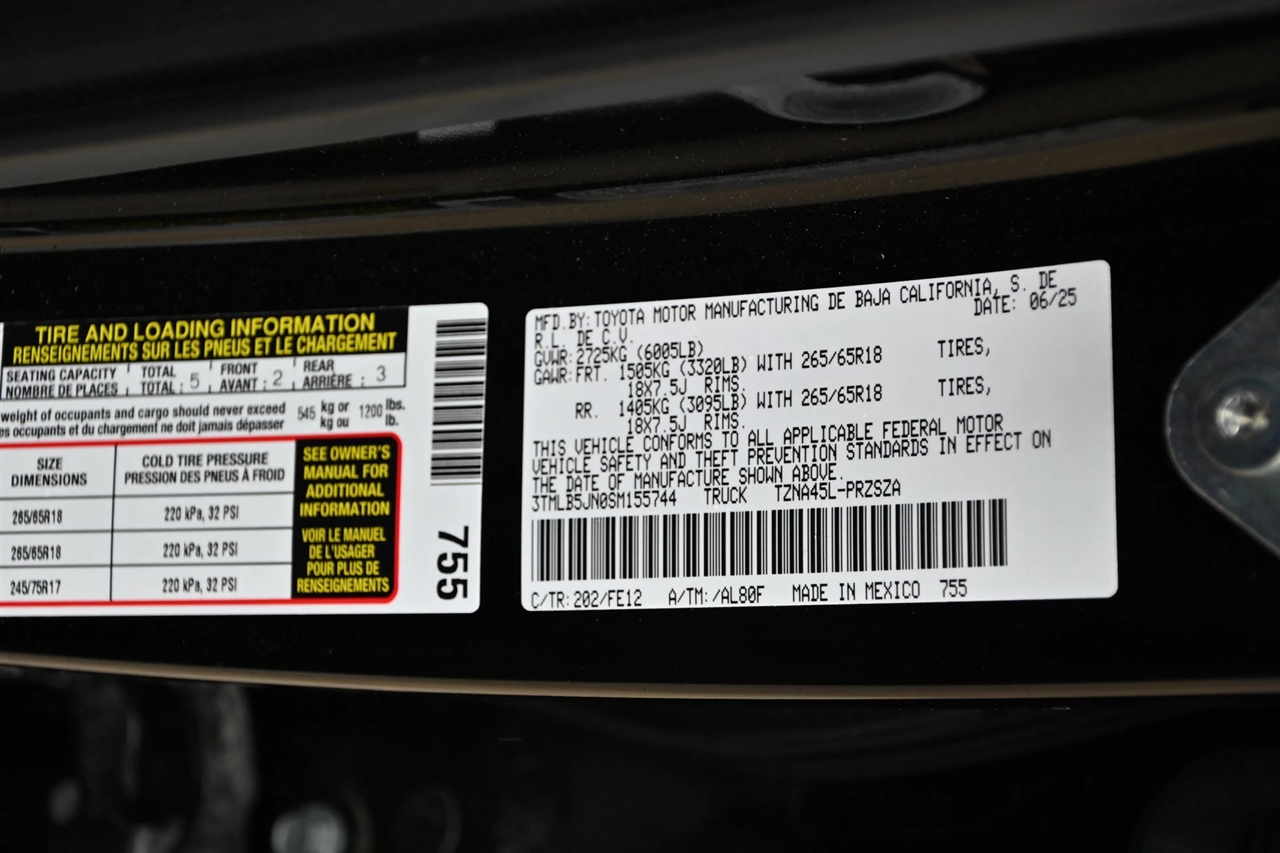 TIRE AND LOADING INFORMATION
RENSEIGNEMENTS SUR LES PNEUS ET LE CHARGEMENT
SEATING CAPACITY TOTAL FRONT REAR
NOMBRE DE PLACES TOTAL : 5 AVANT : 2 ARRIÈRE : 3
weight of occupants and cargo should never exceed 545 kg or 1200 lbs.
occupants et du chargement ne doit jamais dépasser kg ou lb.
SIZE COLD TIRE PRESSURE
DIMENSIONS PRESSION DES PNEUS À FROID
265/65R18 220 kPa, 32 PSI
265/65R18 220 kPa, 32 PSI
245/75R17 220 kPa, 32 PSI
SEE OWNER'S
MANUAL FOR
ADDITIONAL
INFORMATION
VOIR LE MANUEL
DE L'USAGER
POUR PLUS DE
RENSEIGNEMENTS
755
MFD.BY: TOYOTA MOTOR MANUFACTURING DE BAJA CALIFORNIA, S. DE
R.L. DE C.V. DATE: 06/25
GVWR: 2725KG (6005LB)
GAWR: FRT. 1505KG (3320LB) WITH 265/65R18 TIRES,
18X7.5J RIMS.
RR. 1405KG (3095LB) WITH 265/65R18 TIRES,
18X7.5J RIMS.
THIS VEHICLE CONFORMS TO ALL APPLICABLE FEDERAL MOTOR
VEHICLE SAFETY AND THEFT PREVENTION STANDARDS IN EFFECT ON
THE DATE OF MANUFACTURE SHOWN ABOVE.
3TMLB5JN0SM155744 TRUCK TZNA45L-PRZSZA
C/TR: 202/FE12 A/TM: /AL80F MADE IN MEXICO 755